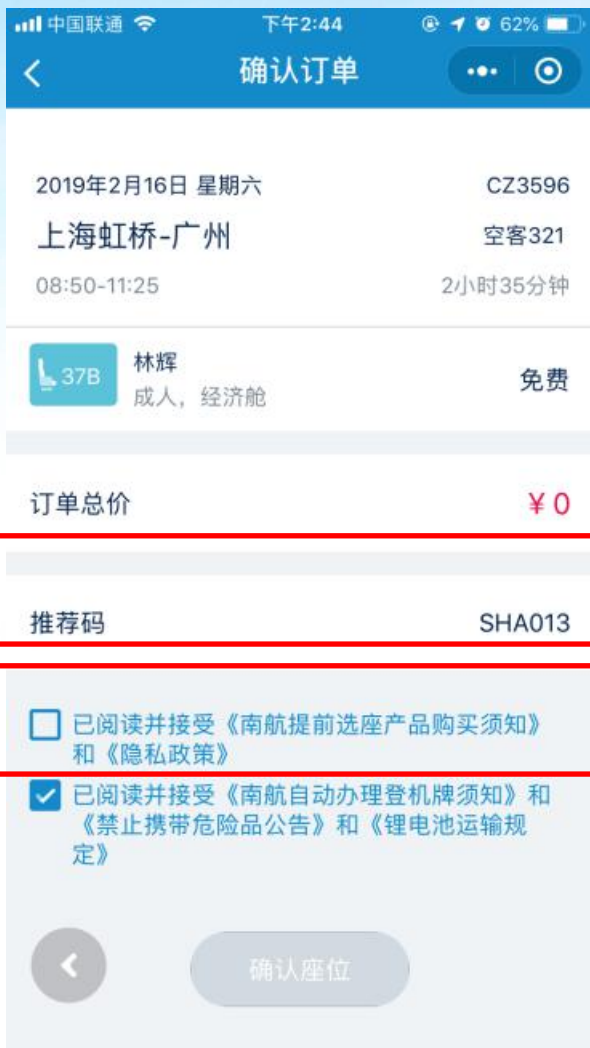 中国联通 下午2:44 62%
确认订单
2019年2月16日 星期六 CZ3596
上海虹桥-广州 空客321
08:50-11:25 2小时35分钟
37B 林辉 免费
成人，经济舱
订单总价 ¥ 0
推荐码 SHA013
已阅读并接受《南航提前选座产品购买须知》
和《隐私政策》
已阅读并接受《南航自动办理登机牌须知》和
《禁止携带危险品公告》和《锂电池运输规
定》
确认座位